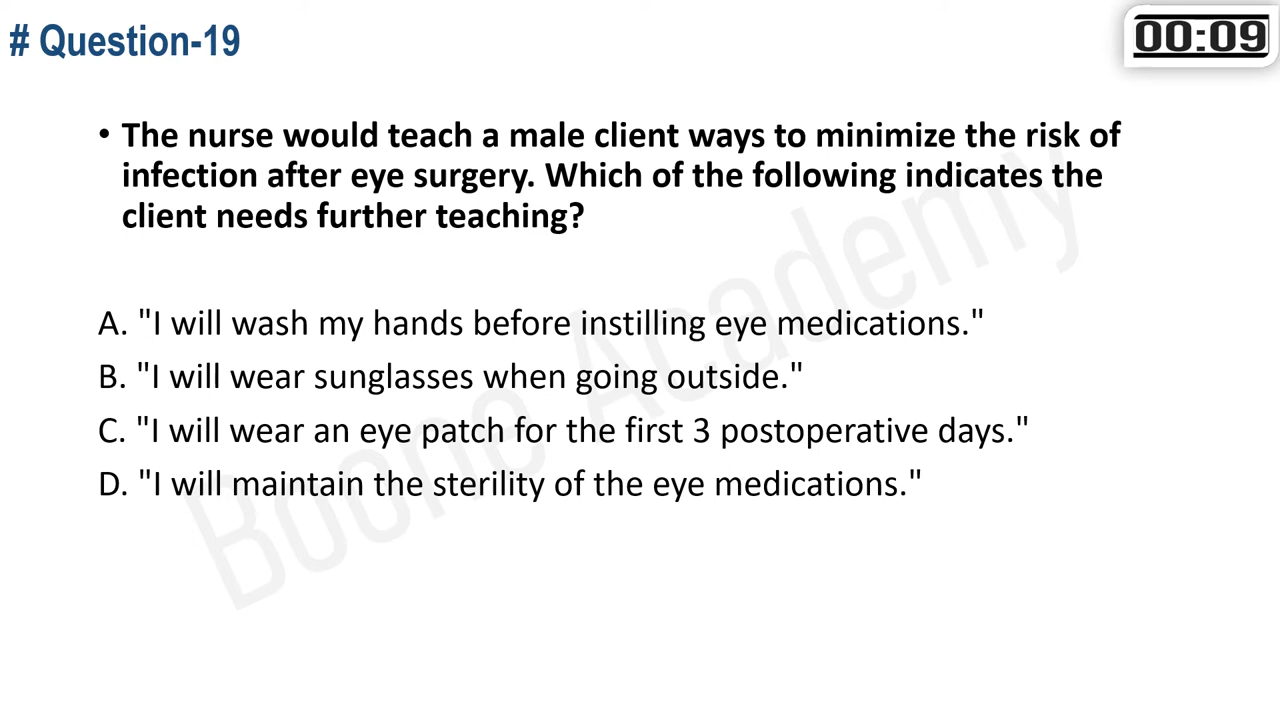 # Question-19
00:09
• The nurse would teach a male client ways to minimize the risk of
infection after eye surgery. Which of the following indicates the
client needs further teaching?
A. "I will wash my hands before instilling eye medications."
B. "I will wear sunglasses when going outside."
C. "I will wear an eye patch for the first 3 postoperative days."
D. "I will maintain the sterility of the eye medications."
Boone Academy